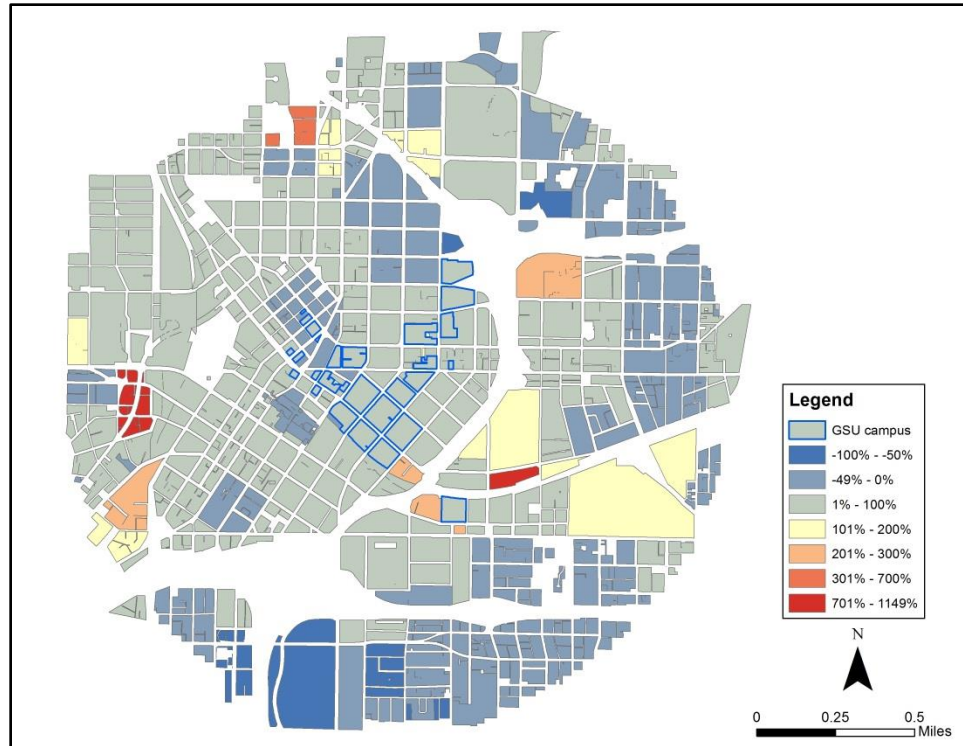 Legend
GSU campus
-100% - -50%
-49% - 0%
1% - 100%
101% - 200%
201% - 300%
301% - 700%
701% - 1149%
N
0 0.25 0.5
Miles